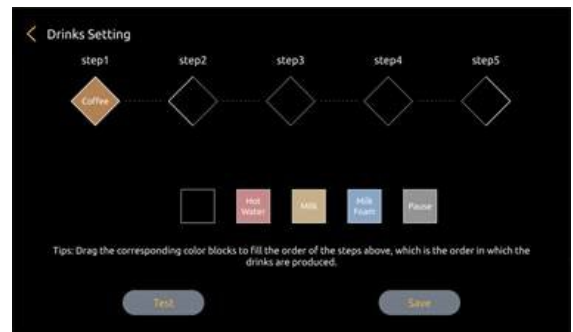 Drinks Setting
step1 step2 step3 step4 step5
Coffee
Hot Water Milk Milk Foam Pause
Tips: Drag the corresponding color blocks to fill the order of the steps above, which is the order in which the
drinks are produced.
Test Save